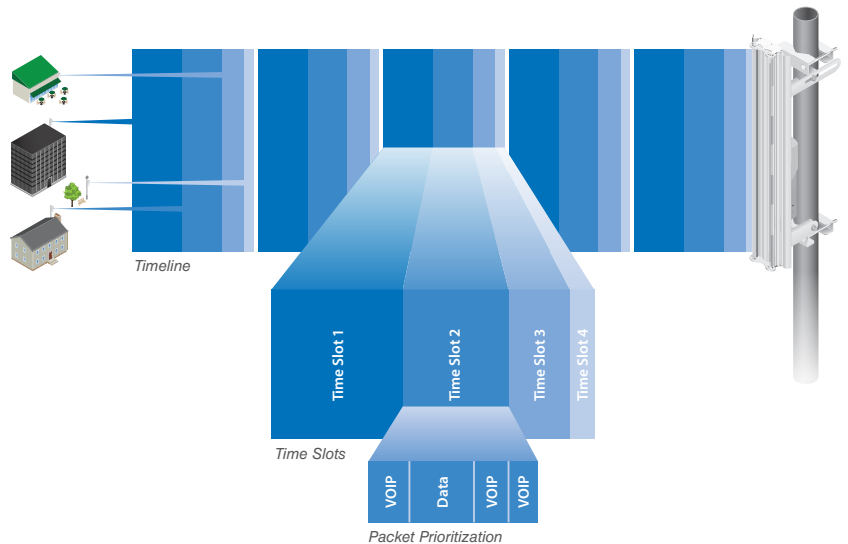 Timeline
Time Slot 1
Time Slot 2
Time Slot 3
Time Slot 4
Time Slots
VOIP
Data
VOIP
VOIP
Packet Prioritization